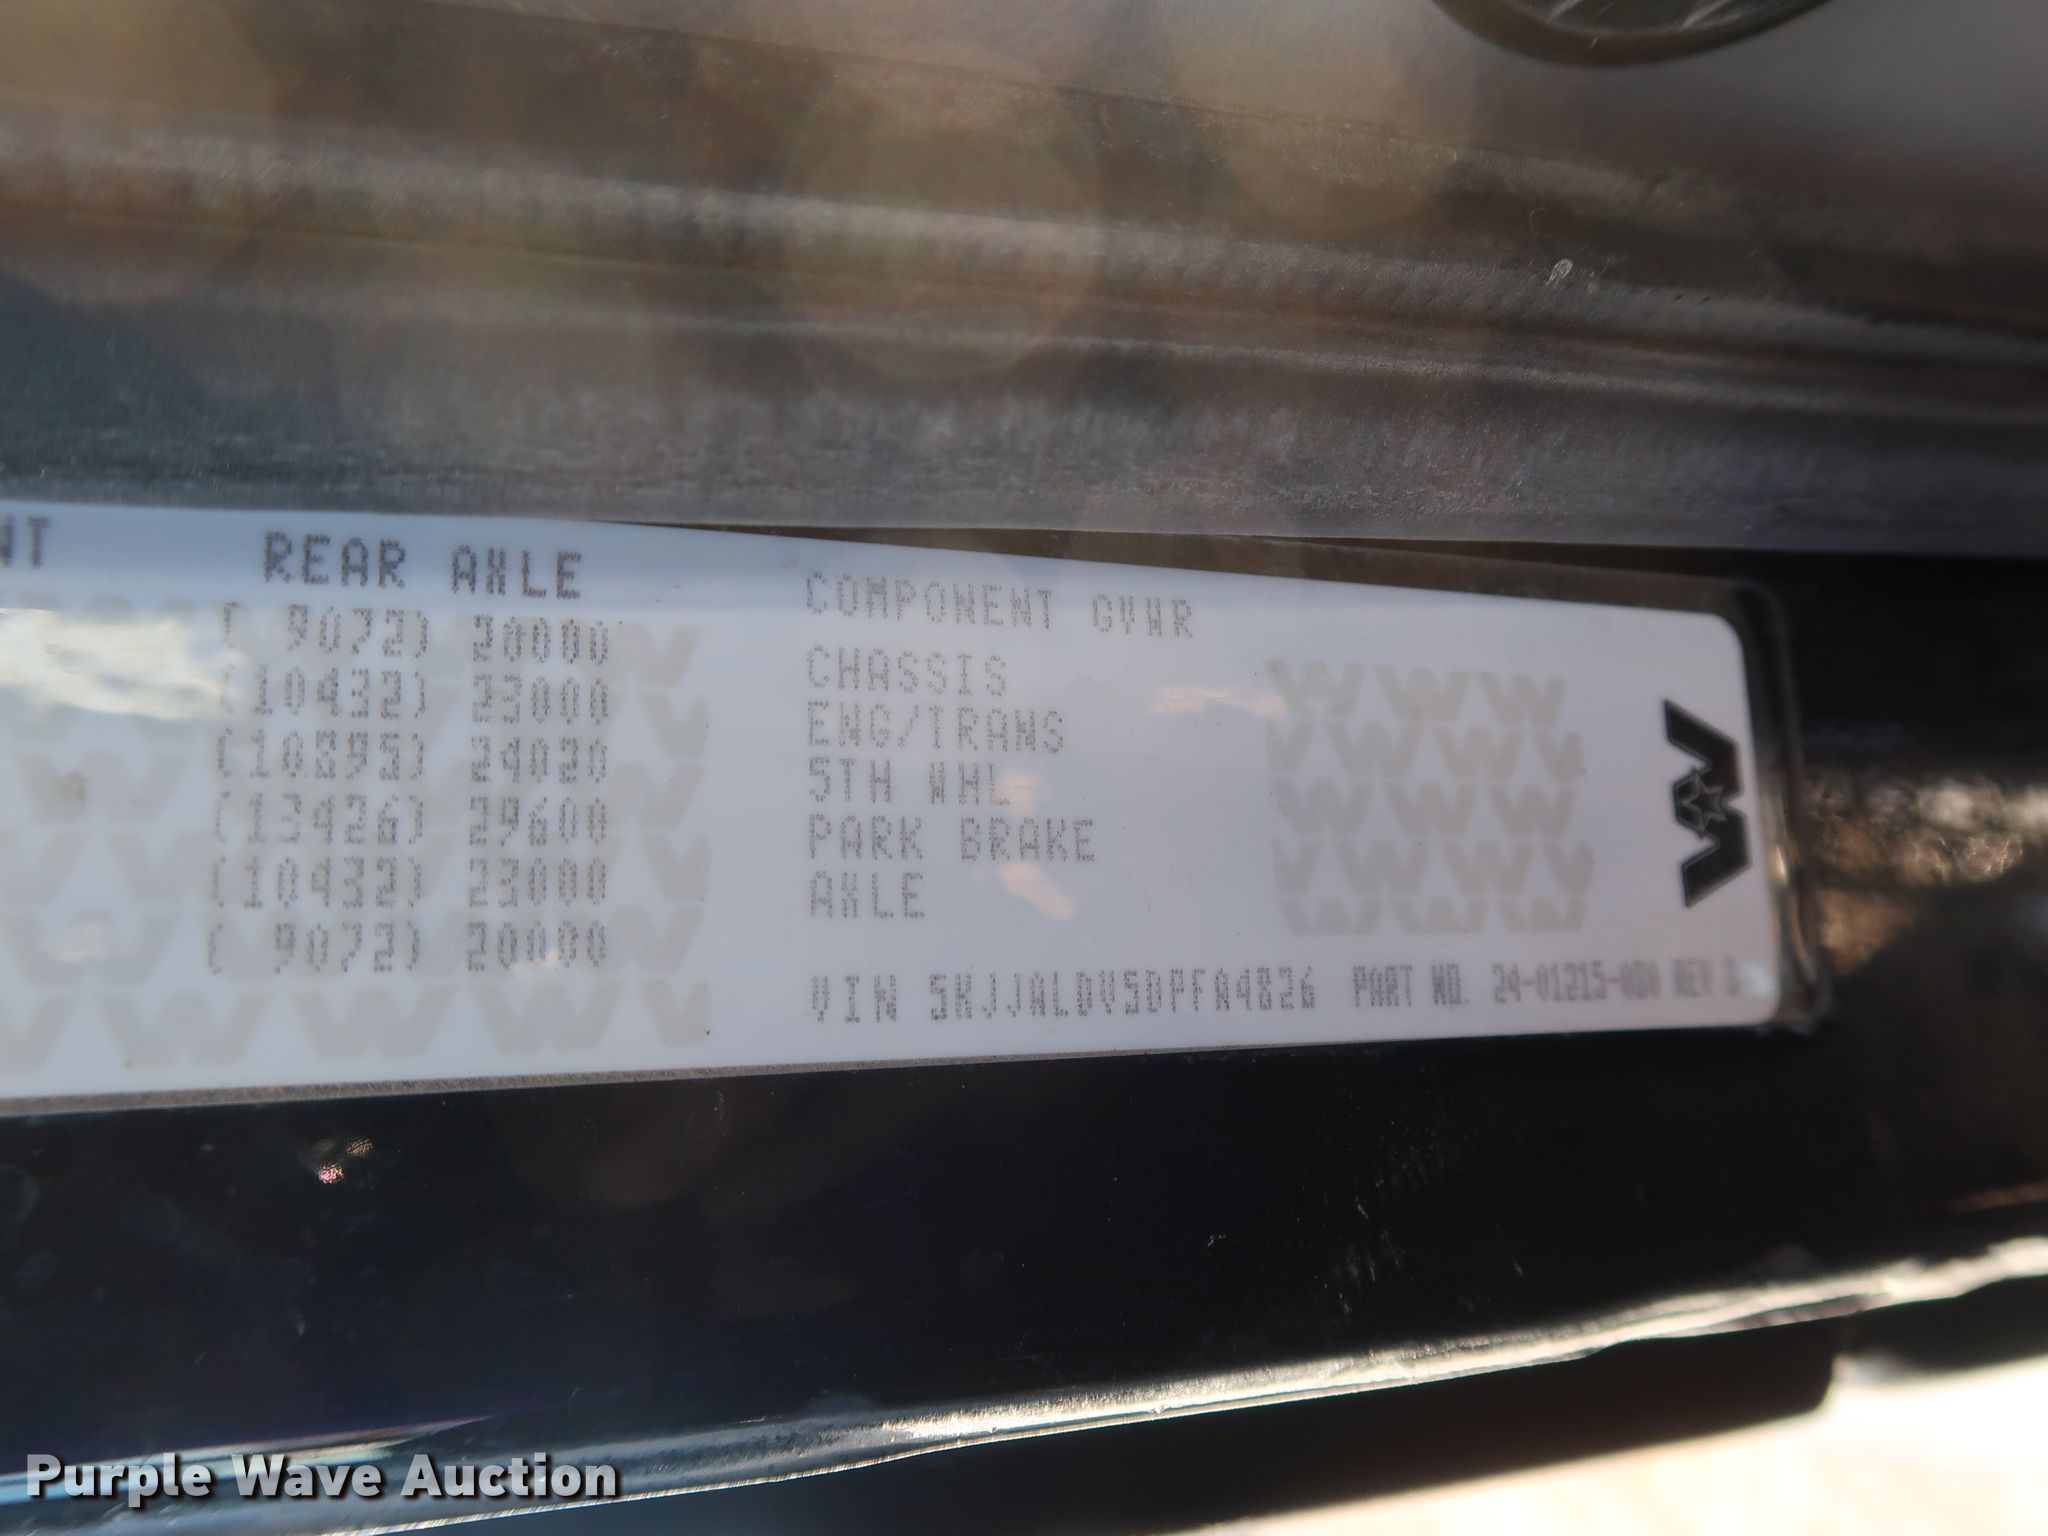 NT
REAR AXLE
( 9072) 20000
(10432) 23000
(10895) 24020
(13426) 29600
(10432) 23000
( 9072) 20000
COMPONENT GVWR
CHASSIS
ENG/TRANS
5TH WHL
PARK BRAKE
AXLE
VIN 5KJJALDV5DPFA4826 PART NO. 24-01215-000 REV
Purple Wave Auction